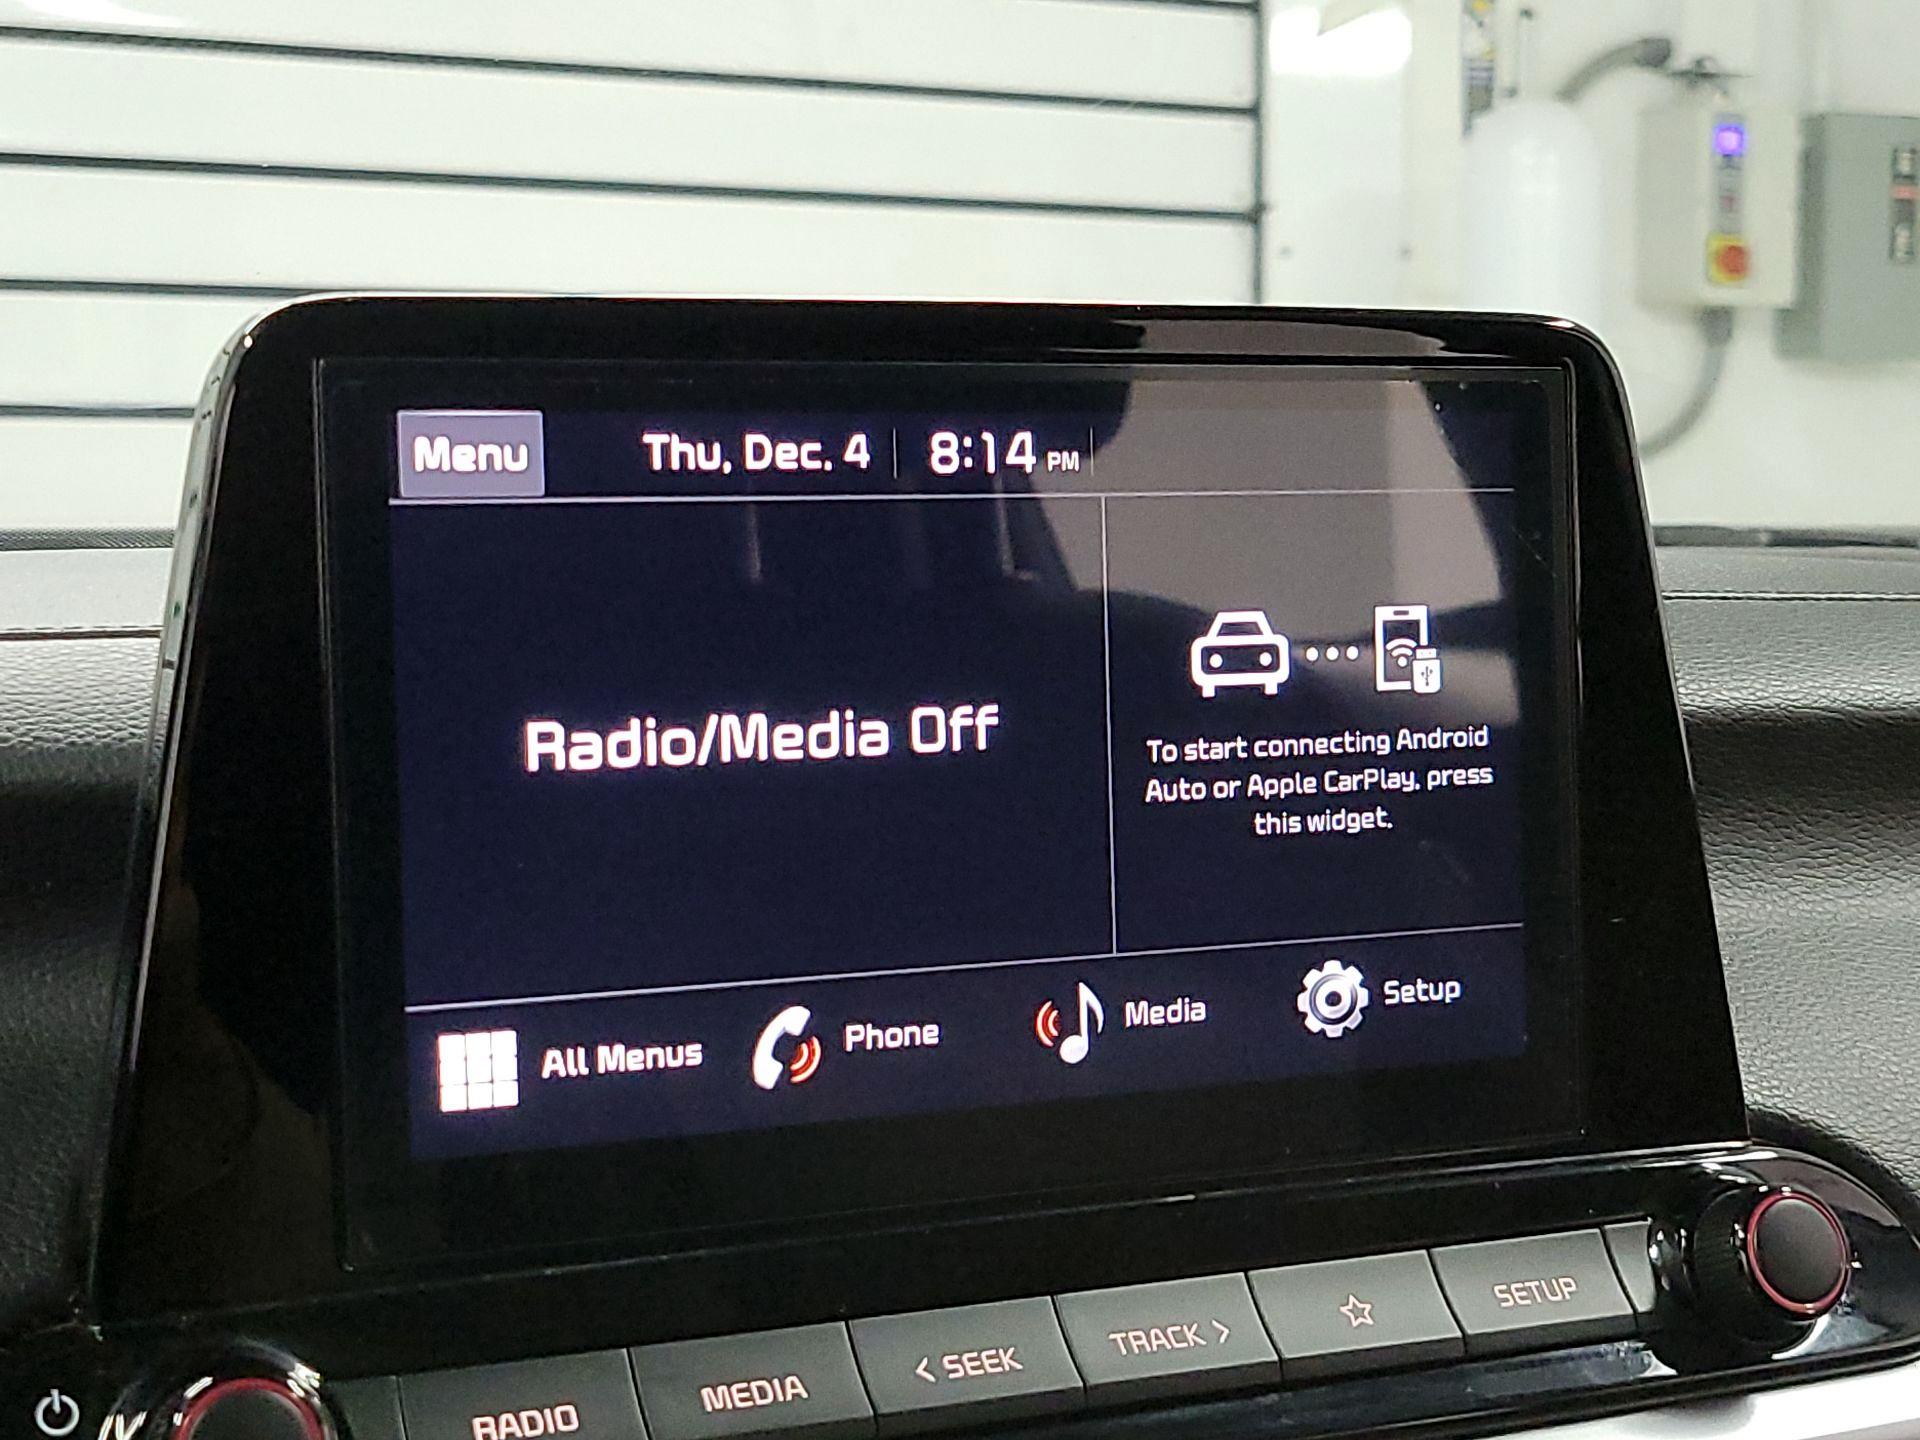 Menu
Thu, Dec. 4
8:14 PM
Radio/Media Off
To start connecting Android
Auto or Apple CarPlay, press
this widget.
All Menus
Phone
Media
Setup
RADIO
MEDIA
< SEEK
TRACK >
☆
SETUP